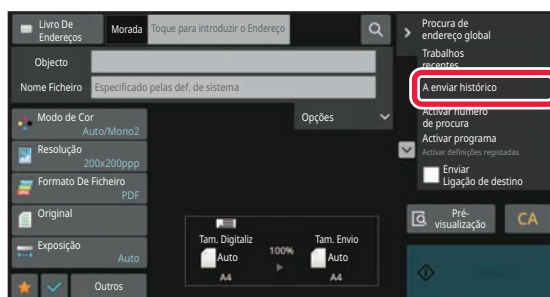 Livro De
Endereços
Morada
Toque para introduzir o Endereço
Objecto
Nome Ficheiro
Especificado pelas def. de sistema
Modo de Cor
Auto/Mono2
Resolução
200x200ppp
Formato De Ficheiro
PDF
Original
Exposição
Auto
Outros
Opções
Tam. Digitaliz
Auto
A4
100%
Tam. Envio
Auto
A4
Procura de
endereço global
Trabalhos
recentes
A enviar histórico
Activar número
de procura
Activar programa
Activar definições registadas
Enviar
Ligação de destino
Pré-
visualização
CA